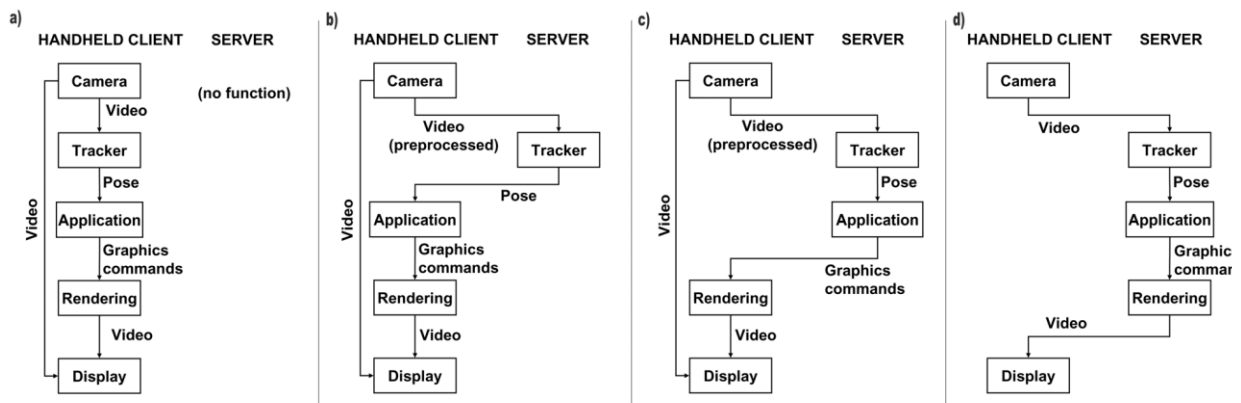 a)
HANDHELD CLIENT SERVER
Camera
(no function)
Video
Tracker
Pose
Application
Graphics
commands
Rendering
Video
Display
Video
b)
HANDHELD CLIENT SERVER
Camera
Video
(preprocessed)
Tracker
Pose
Application
Graphics
commands
Rendering
Video
Display
Video
c)
HANDHELD CLIENT SERVER
Camera
Video
(preprocessed)
Tracker
Pose
Application
Graphics
commands
Rendering
Video
Display
Video
d)
HANDHELD CLIENT SERVER
Camera
Video
Tracker
Pose
Application
Graphic
comman
Rendering
Video
Display